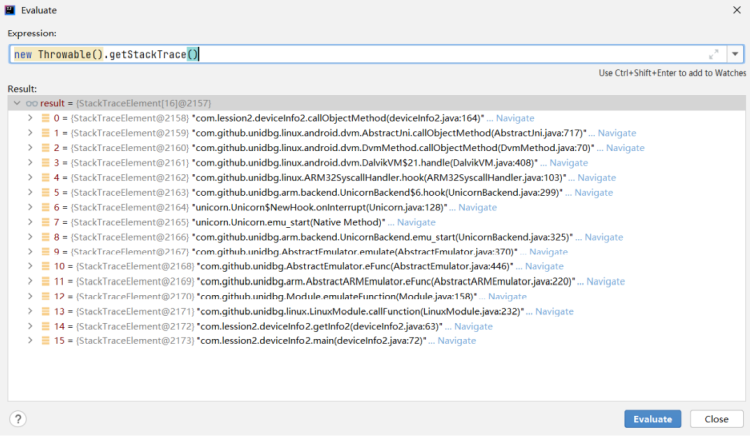 Evaluate
Expression:
new Throwable().getStackTrace()
Use Ctrl+Shift+Enter to add to Watches
Result:
result = {StackTraceElement[16]@2157}
0 = {StackTraceElement@2158} "com.lession2.deviceInfo2.callObjectMethod(deviceInfo2.java:164)" ... Navigate
1 = {StackTraceElement@2159} "com.github.unidbg.linux.android.dvm.AbstractJni.callObjectMethod(AbstractJni.java:717)" ... Navigate
2 = {StackTraceElement@2160} "com.github.unidbg.linux.android.dvm.DvmMethod.callObjectMethod(DvmMethod.java:70)" ... Navigate
3 = {StackTraceElement@2161} "com.github.unidbg.linux.android.dvm.DalvikVM$21.handle(DalvikVM.java:408)" ... Navigate
4 = {StackTraceElement@2162} "com.github.unidbg.linux.ARM32SyscallHandler.hook(ARM32SyscallHandler.java:103)" ... Navigate
5 = {StackTraceElement@2163} "com.github.unidbg.arm.backend.UnicornBackend$6.hook(UnicornBackend.java:299)" ... Navigate
6 = {StackTraceElement@2164} "unicorn.Unicorn$NewHook.onInterrupt(Unicorn.java:128)" ... Navigate
7 = {StackTraceElement@2165} "unicorn.Unicorn.emu_start(Native Method)" ... Navigate
8 = {StackTraceElement@2166} "com.github.unidbg.arm.backend.UnicornBackend.emu_start(UnicornBackend.java:325)" ... Navigate
9 = {StackTraceElement@2167} "com.github.unidbg.AbstractEmulator.emulate(AbstractEmulator.java:370)" ... Navigate
10 = {StackTraceElement@2168} "com.github.unidbg.AbstractEmulator.eFunc(AbstractEmulator.java:446)" ... Navigate
11 = {StackTraceElement@2169} "com.github.unidbg.arm.AbstractARMEmulator.eFunc(AbstractARMEmulator.java:220)" ... Navigate
12 = {StackTraceElement@2170} "com.github.unidbg.Module.emulateFunction(Module.java:158)" ... Navigate
13 = {StackTraceElement@2171} "com.github.unidbg.linux.LinuxModule.callFunction(LinuxModule.java:232)" ... Navigate
14 = {StackTraceElement@2172} "com.lession2.deviceInfo2.getInfo2(deviceInfo2.java:63)" ... Navigate
15 = {StackTraceElement@2173} "com.lession2.deviceInfo2.main(deviceInfo2.java:72)" ... Navigate
?
Evaluate
Close